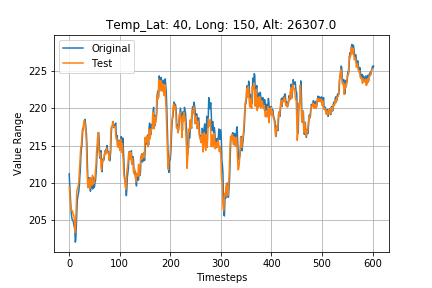 Temp_Lat: 40, Long: 150, Alt: 26307.0
Original
Test
Value Range
225
220
215
210
205
0 100 200 300 400 500 600
Timesteps